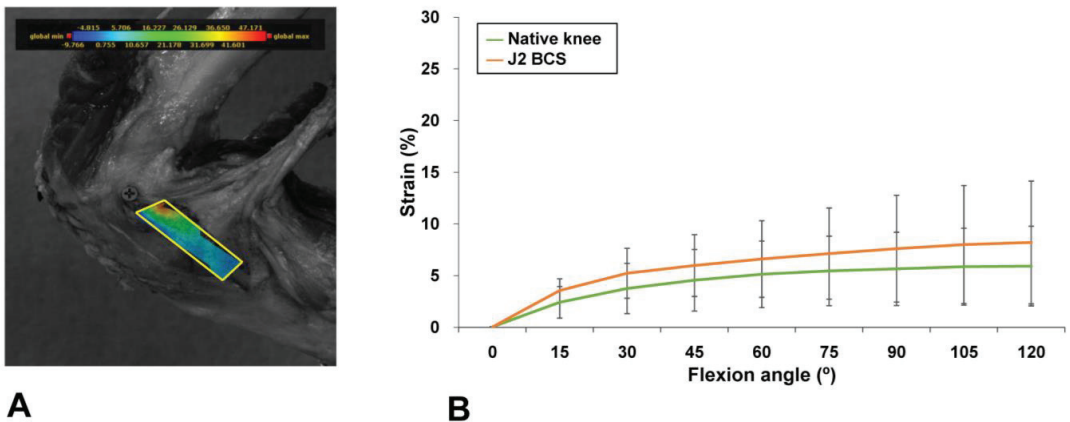 -4.815 5.706 16.227 26.129 36.650 47.171
global min global max
-9.766 8.755 10.657 21.178 31.699 41.601
A
30
25
20
15
10
5
0
Strain (%)
Native knee
J2 BCS
0 15 30 45 60 75 90 105 120
Flexion angle (º)
B